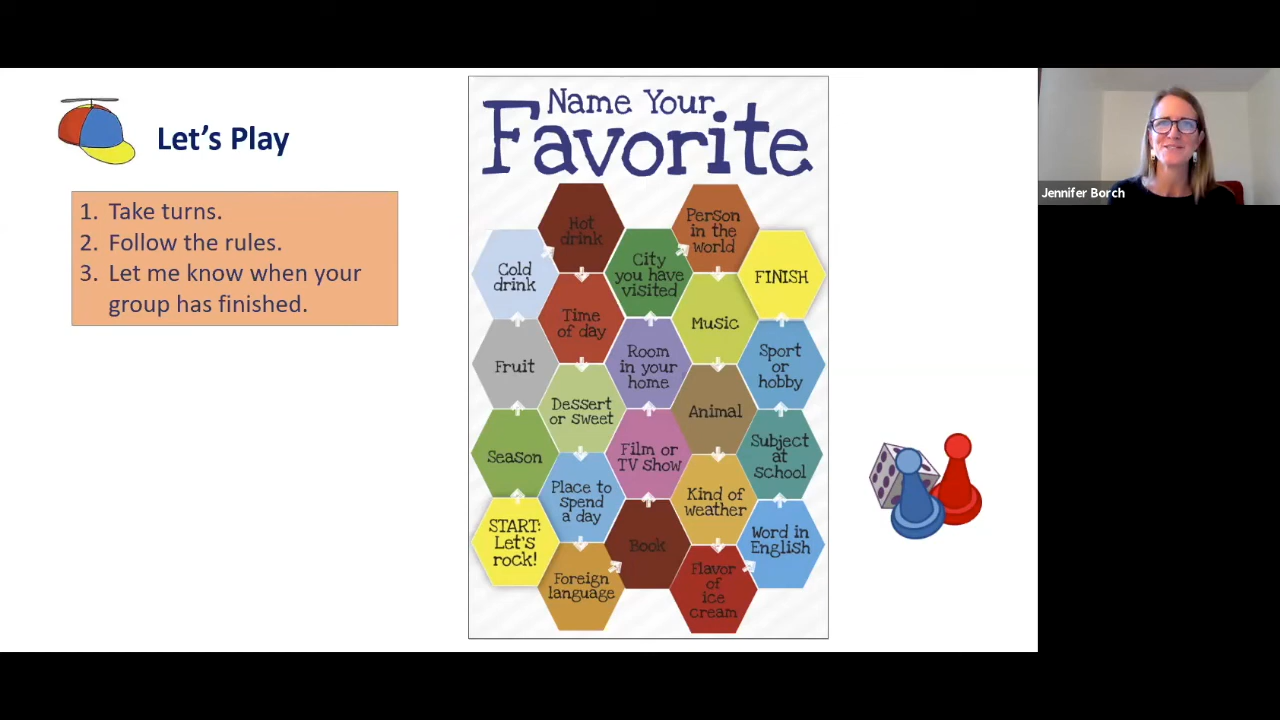 Let's Play
1. Take turns.
2. Follow the rules.
3. Let me know when your
group has finished.
Name Your
Favorite
Hot
drink
Person
in the
world
Cold
drink
City
you have
visited
FINISH
Time
of day
Music
Fruit
Room
in your
home
Sport
or
hobby
Dessert
or sweet
Animal
Season
Film or
TV show
Subject
at
school
Place to
spend
a day
Kind of
weather
START:
Let's
rock!
Book
Word in
English
Foreign
language
Flavor
of
ice
cream
Jennifer Borch